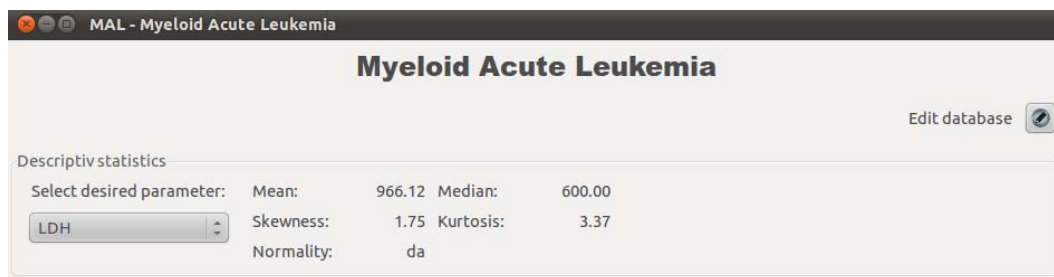 MAL - Myeloid Acute Leukemia
Myeloid Acute Leukemia
Edit database
Descriptiv statistics
Select desired parameter: Mean: 966.12 Median: 600.00
LDH Skewness: 1.75 Kurtosis: 3.37
Normality: da